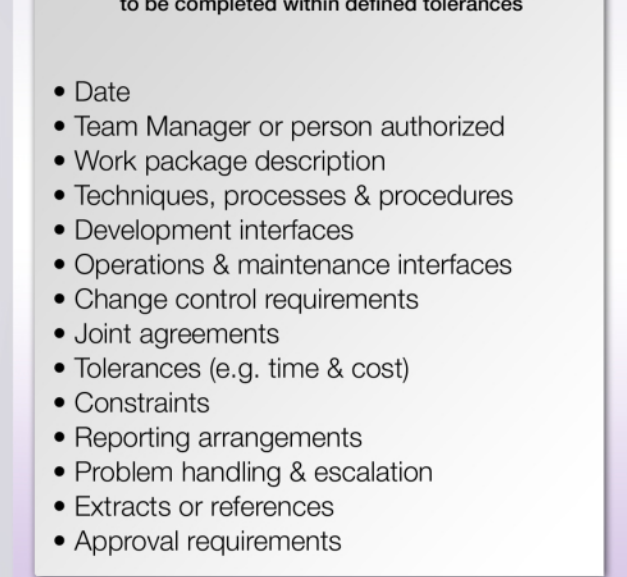 to be completed within defined tolerances
• Date
• Team Manager or person authorized
• Work package description
• Techniques, processes & procedures
• Development interfaces
• Operations & maintenance interfaces
• Change control requirements
• Joint agreements
• Tolerances (e.g. time & cost)
• Constraints
• Reporting arrangements
• Problem handling & escalation
• Extracts or references
• Approval requirements